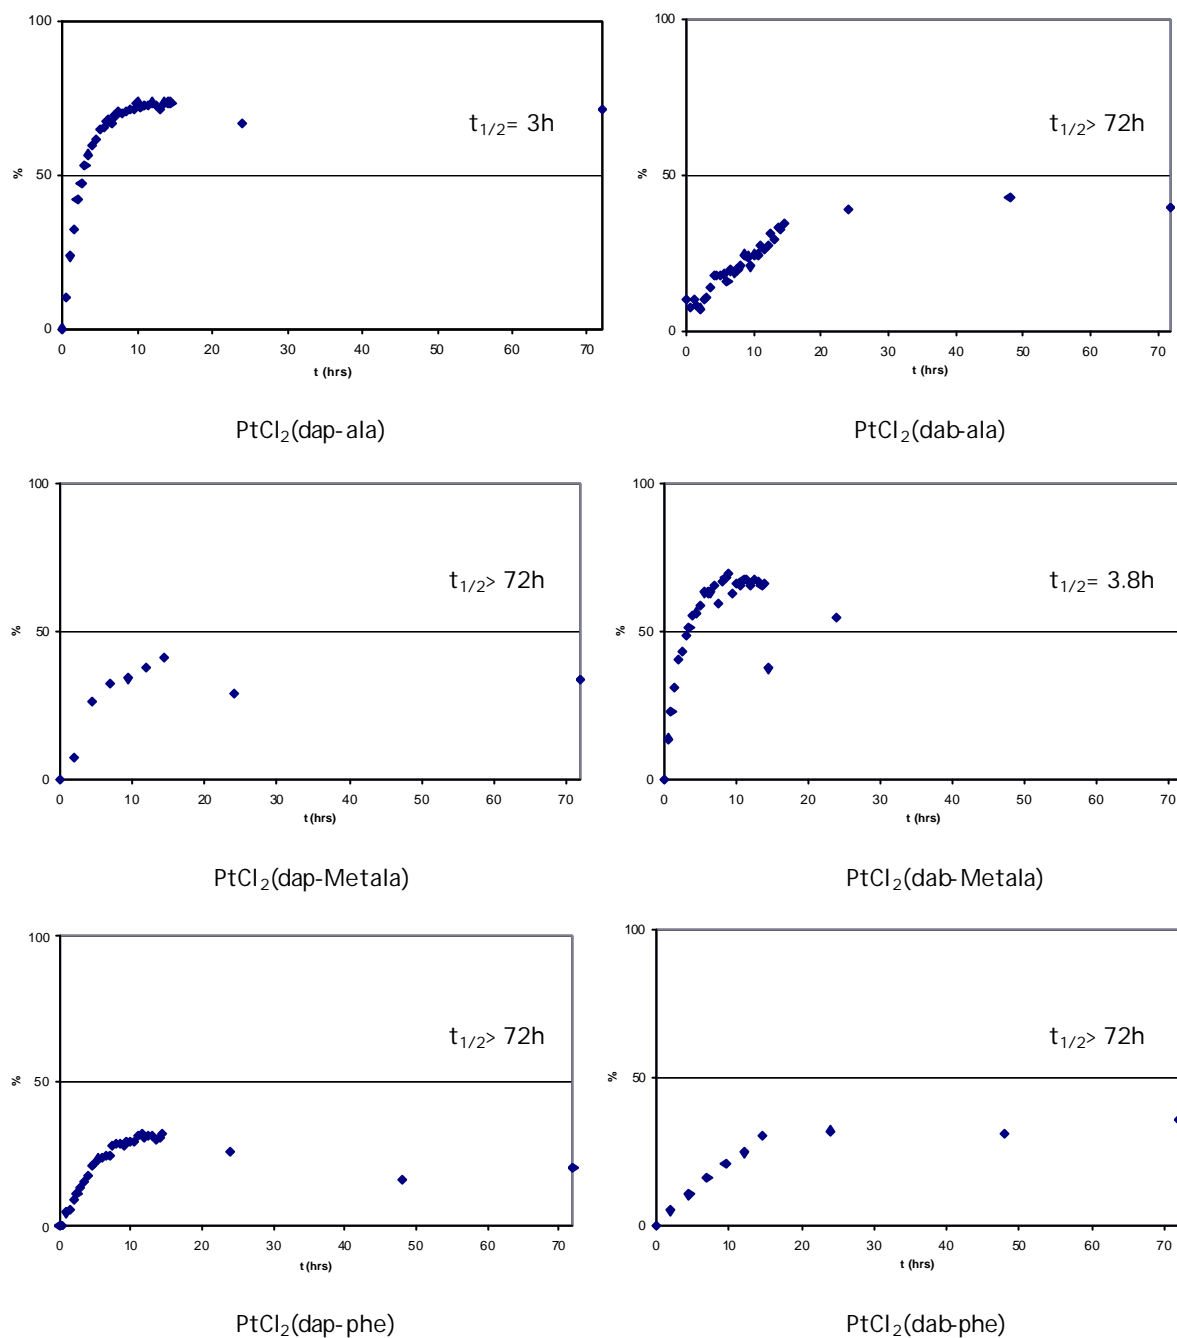 100
50
0
%
t₁/₂= 3h
0 10 20 30 40 50 60 70
t (hrs)
PtCl₂(dap-ala)
100
50
0
%
t₁/₂> 72h
0 10 20 30 40 50 60 70
t (hrs)
PtCl₂(dab-ala)
100
50
0
%
t₁/₂> 72h
0 10 20 30 40 50 60 70
t (hrs)
PtCl₂(dap-Metala)
100
50
0
%
t₁/₂= 3.8h
0 10 20 30 40 50 60 70
t (hrs)
PtCl₂(dab-Metala)
100
50
0
%
t₁/₂> 72h
0 10 20 30 40 50 60 70
t (hrs)
PtCl₂(dap-phe)
100
50
0
%
t₁/₂> 72h
0 10 20 30 40 50 60 70
t (hrs)
PtCl₂(dab-phe)